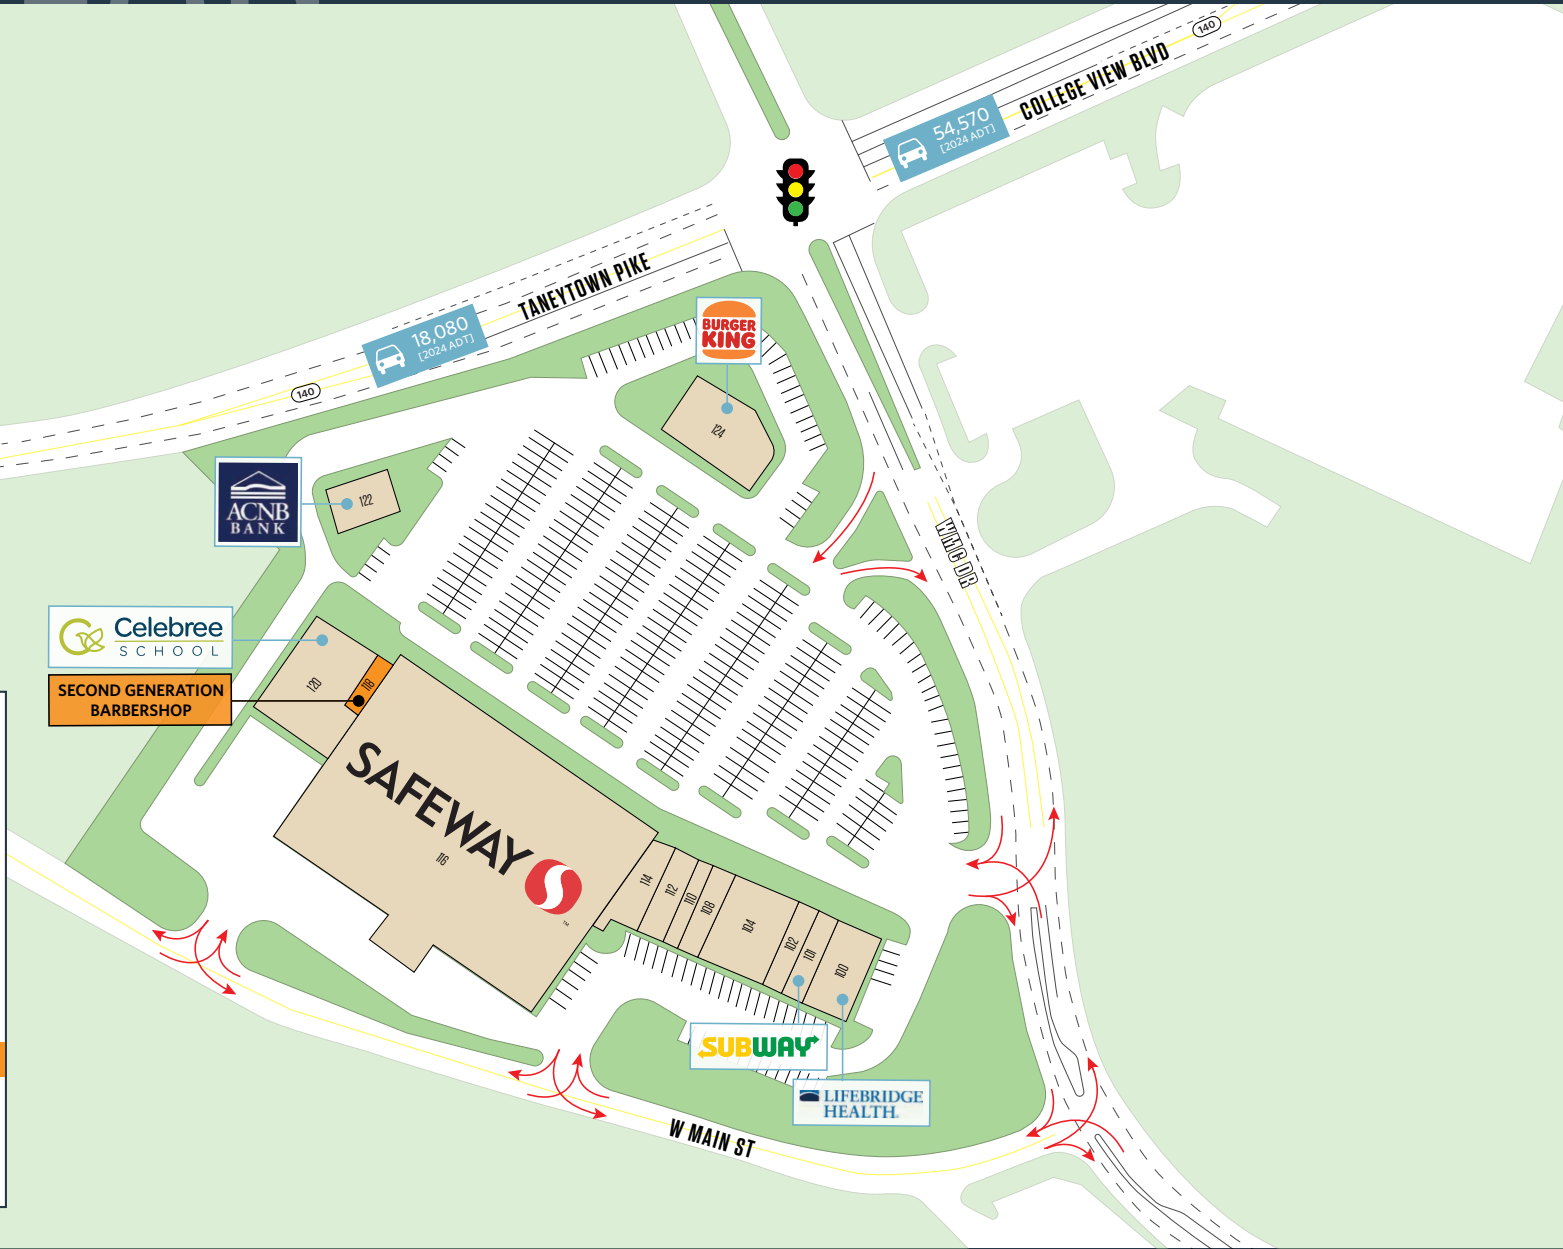 140
COLLEGE VIEW BLVD
54,570
[2024 ADT]
TANEYTOWN PIKE
18,080
[2024 ADT]
140
BURGER
KING
124
ACNB
BANK
122
WMC DR
Celebree
SCHOOL
SECOND GENERATION
BARBERSHOP
120
118
SAFEWAY
TM
116
114
112
110
108
104
102
101
100
SUBWAY
LIFEBRIDGE
HEALTH
W MAIN ST